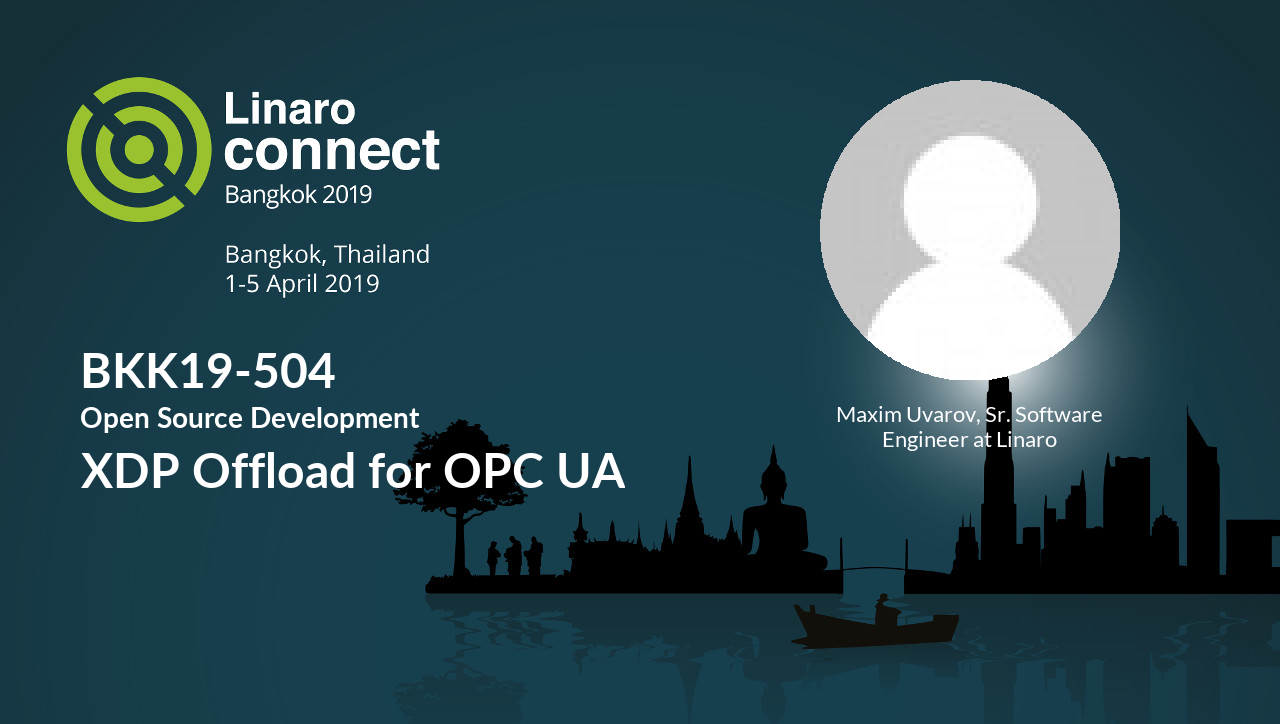 Linaro
connect
Bangkok 2019
Bangkok, Thailand
1-5 April 2019
BKK19-504
Open Source Development
XDP Offload for OPC UA
Maxim Uvarov, Sr. Software
Engineer at Linaro